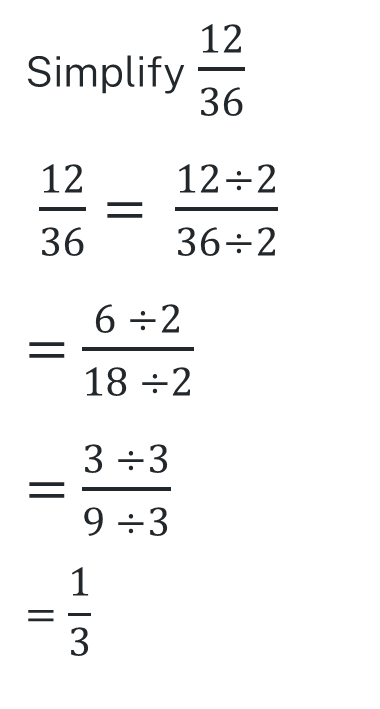 Simplify 12/36
12/36 = 12÷2/36÷2
= 6 ÷2/18 ÷2
= 3 ÷3/9 ÷3
= 1/3